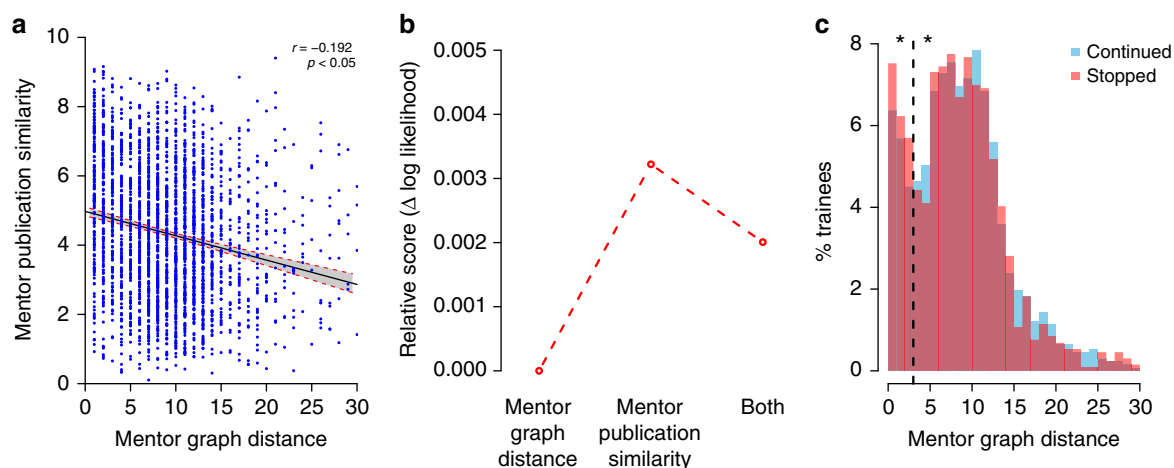 a
r = −0.192
p < 0.05
Mentor publication similarity
10
8
6
4
2
0
0 5 10 15 20 25 30
Mentor graph distance
b
Relative score (Δ log likelihood)
0.005
0.004
0.003
0.002
0.001
0.000
Mentor
graph
distance
Mentor
publication
similarity
Both
c
* *
Continued
Stopped
% trainees
8
6
4
2
0
0 5 10 15 20 25 30
Mentor graph distance